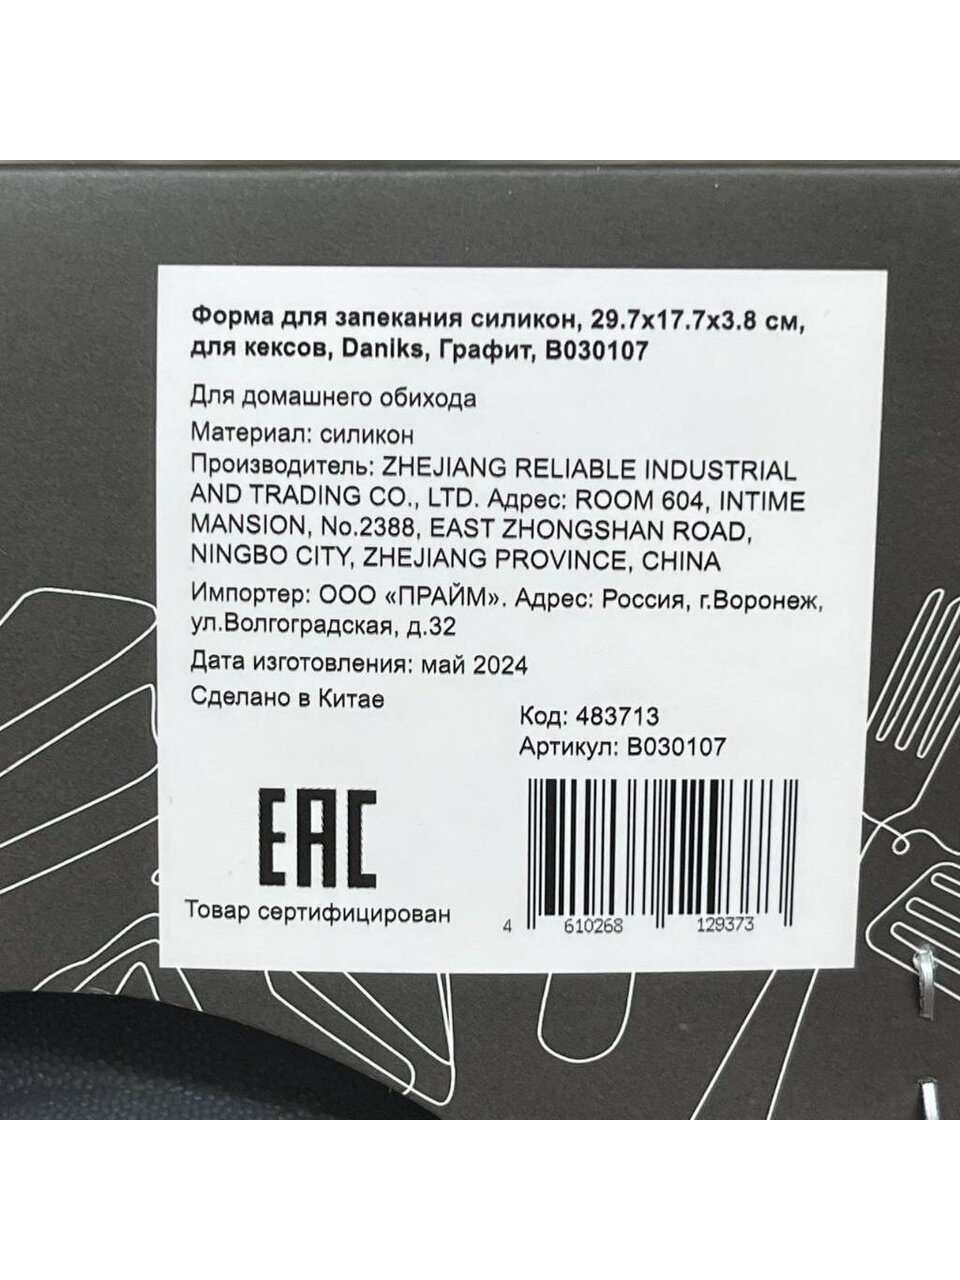 Форма для запекания силикон, 29.7x17.7x3.8 см,
для кексов, Daniks, Графит, B030107
Для домашнего обихода
Материал: силикон
Производитель: ZHEJIANG RELIABLE INDUSTRIAL
AND TRADING CO., LTD. Адрес: ROOM 604, INTIME
MANSION, No.2388, EAST ZHONGSHAN ROAD,
NINGBO CITY, ZHEJIANG PROVINCE, CHINA
Импортер: ООО «ПРАЙМ». Адрес: Россия, г.Воронеж,
ул.Волгоградская, д.32
Дата изготовления: май 2024
Сделано в Китае
Код: 483713
Артикул: B030107
EAC
Товар сертифицирован
4 610268 129373